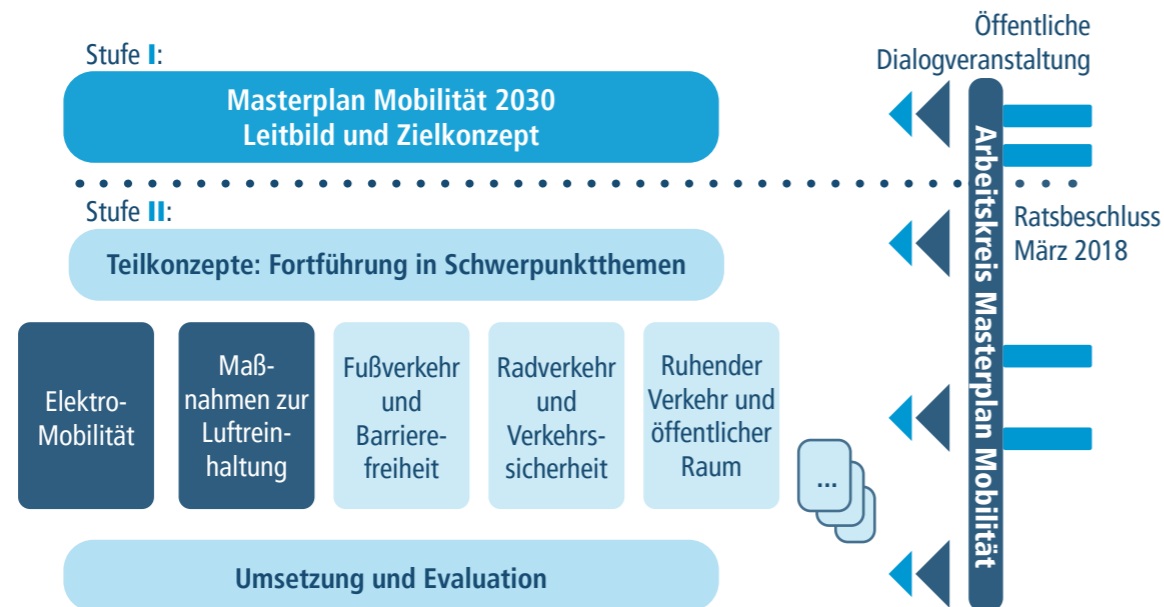 Stufe I:
Masterplan Mobilität 2030
Leitbild und Zielkonzept
Öffentliche
Dialogveranstaltung
Stufe II:
Teilkonzepte: Fortführung in Schwerpunktthemen
Ratsbeschluss
März 2018
Arbeitskreis Masterplan Mobilität
Elektro-
Mobilität
Maß-
nahmen zur
Luftrein-
haltung
Fußverkehr
und
Barriere-
freiheit
Radverkehr
und
Verkehrs-
sicherheit
Ruhender
Verkehr und
öffentlicher
Raum
...
Umsetzung und Evaluation